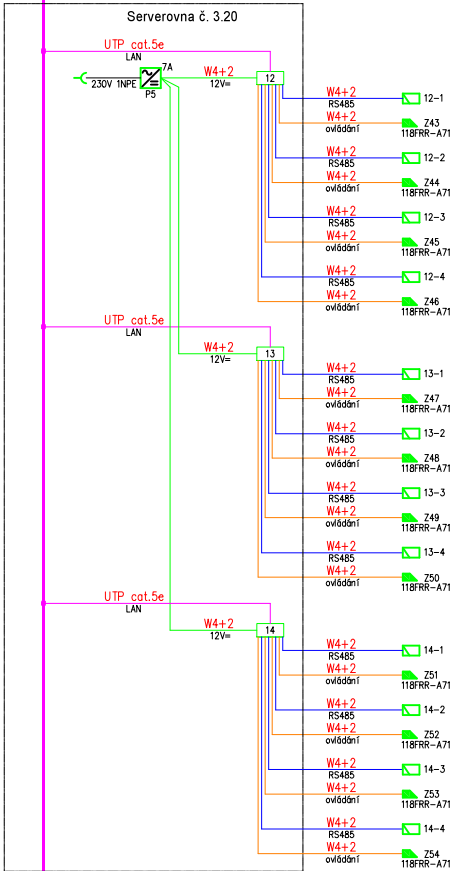 Serverovna č. 3.20
UTP cat.5e
LAN
7A
230V 1NPE
P5
W4+2
12V=
12
W4+2
RS485
12-1
W4+2
ovládání
Z43
118FRR-A71
W4+2
RS485
12-2
W4+2
ovládání
Z44
118FRR-A71
W4+2
RS485
12-3
W4+2
ovládání
Z45
118FRR-A71
W4+2
RS485
12-4
W4+2
ovládání
Z46
118FRR-A71
UTP cat.5e
LAN
W4+2
12V=
13
W4+2
RS485
13-1
W4+2
ovládání
Z47
118FRR-A71
W4+2
RS485
13-2
W4+2
ovládání
Z48
118FRR-A71
W4+2
RS485
13-3
W4+2
ovládání
Z49
118FRR-A71
W4+2
RS485
13-4
W4+2
ovládání
Z50
118FRR-A71
UTP cat.5e
LAN
W4+2
12V=
14
W4+2
RS485
14-1
W4+2
ovládání
Z51
118FRR-A71
W4+2
RS485
14-2
W4+2
ovládání
Z52
118FRR-A71
W4+2
RS485
14-3
W4+2
ovládání
Z53
118FRR-A71
W4+2
RS485
14-4
W4+2
ovládání
Z54
118FRR-A71